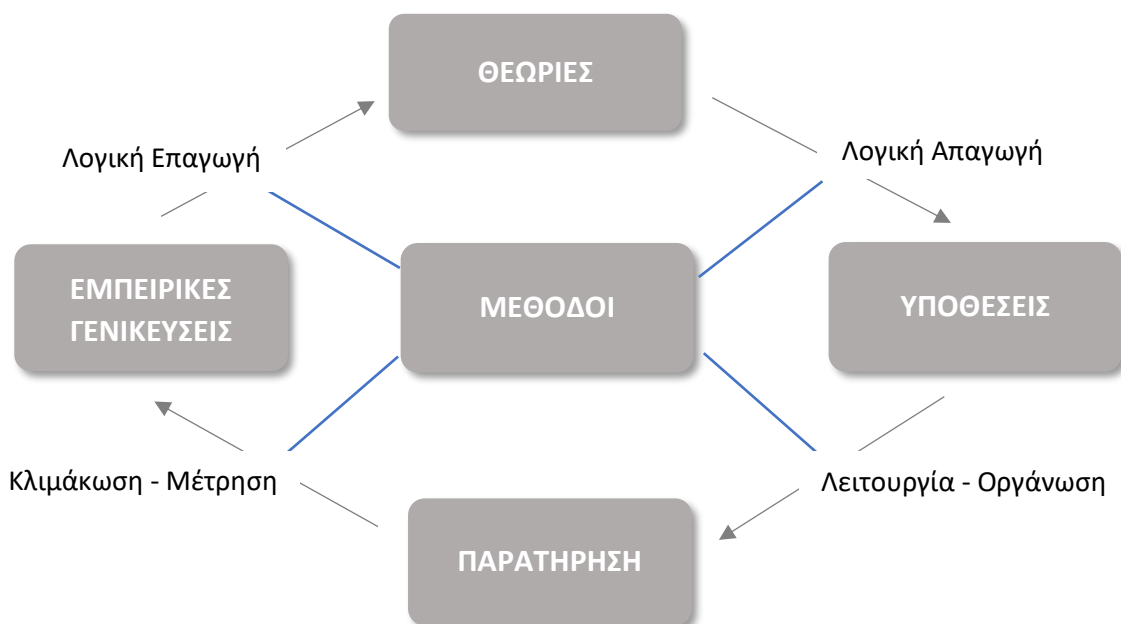 ΘΕΩΡΙΕΣ
Λογική Επαγωγή
Λογική Απαγωγή
ΕΜΠΕΙΡΙΚΕΣ
ΓΕΝΙΚΕΥΣΕΙΣ
ΜΕΘΟΔΟΙ
ΥΠΟΘΕΣΕΙΣ
Κλιμάκωση - Μέτρηση
Λειτουργία - Οργάνωση
ΠΑΡΑΤΗΡΗΣΗ